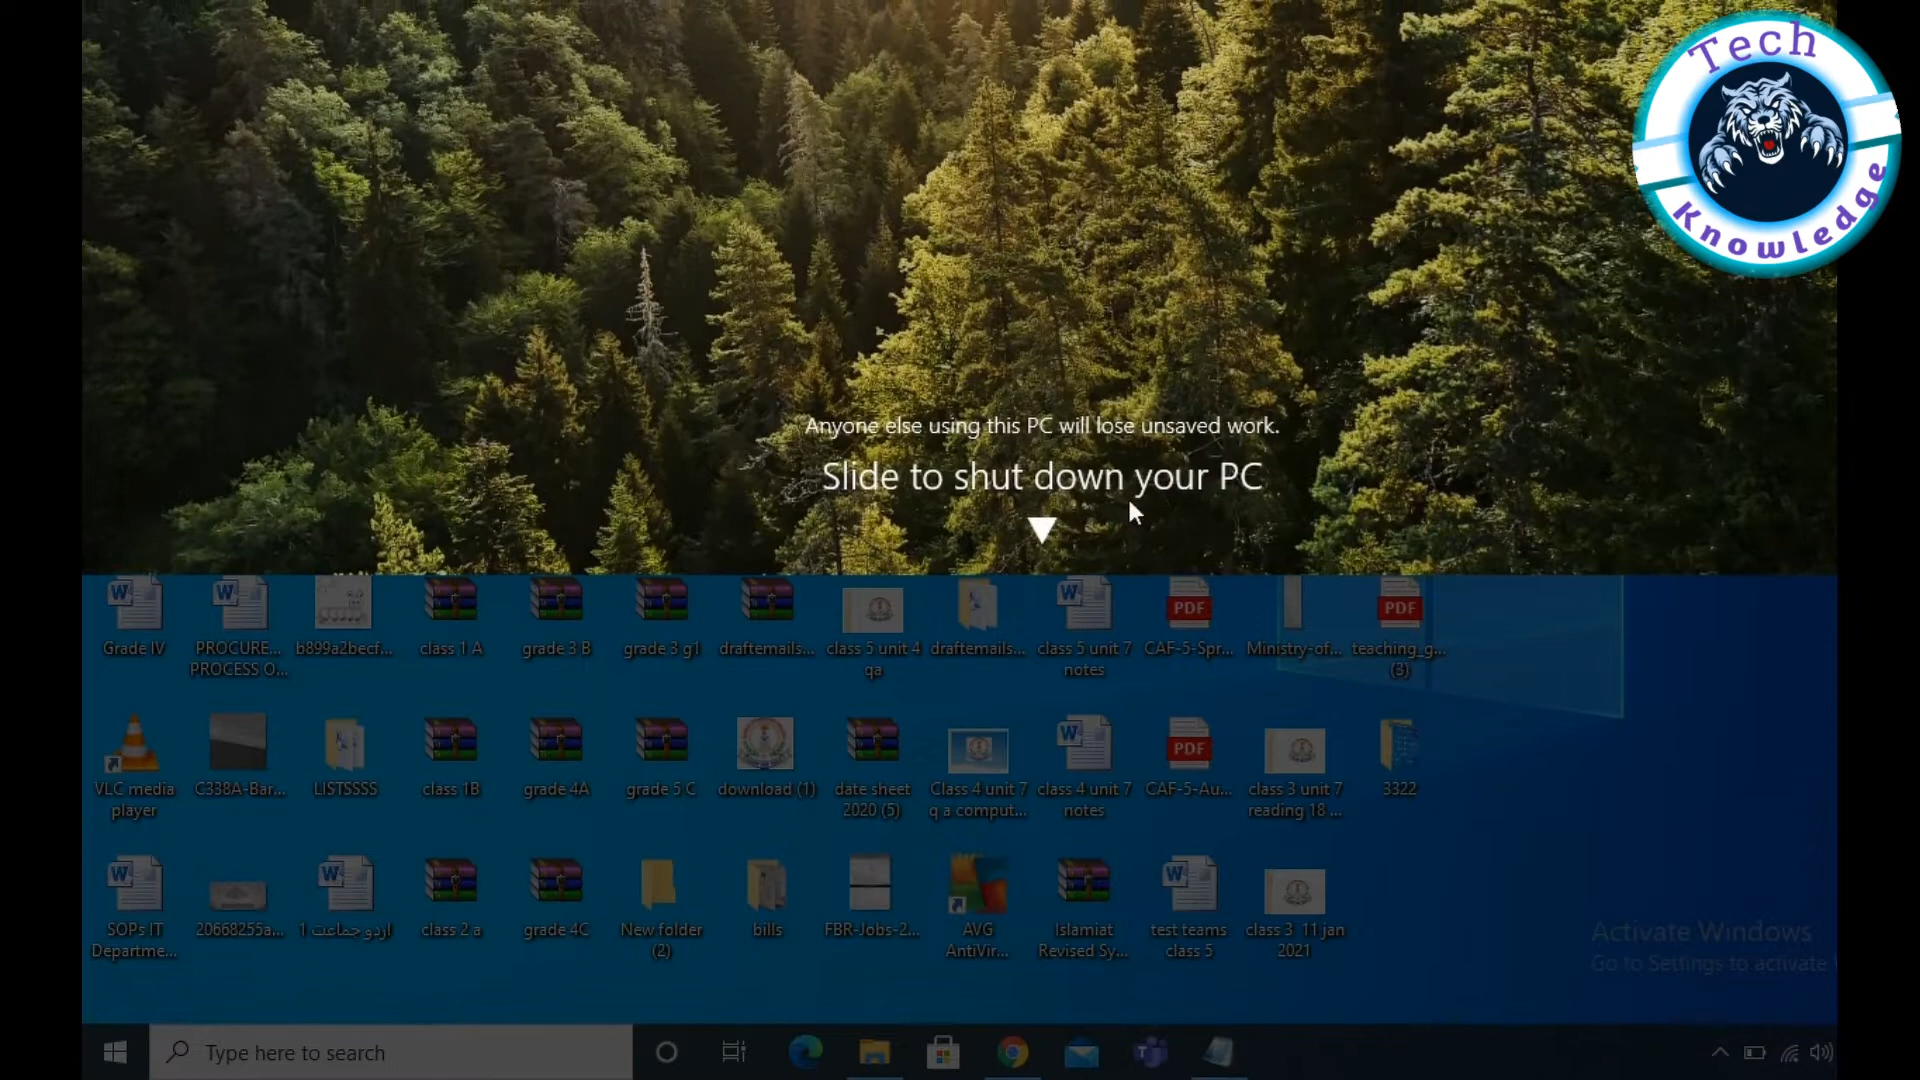 Tech
Knowledge
Anyone else using this PC will lose unsaved work.
Slide to shut down your PC
Grade IV
PROCURE... PROCESS O...
b899a2becf...
class 1 A
grade 3 B
grade 3 g1
draftemails...
class 5 unit 4 qa
draftemails...
class 5 unit 7 notes
CAF-5-Spr...
Ministry-of...
teaching_g... (3)
VLC media player
C338A-Bar...
LISTSSSS
class 1B
grade 4A
grade 5 C
download (1)
date sheet 2020 (5)
Class 4 unit 7 q a comput...
class 4 unit 7 notes
CAF-5-Au...
class 3 unit 7 reading 18 ...
3322
SOPs IT Departme...
20668255a...
اردو جماعت 1
class 2 a
grade 4C
New folder (2)
bills
FBR-Jobs-2...
AVG AntiVir...
Islamiat Revised Sy...
test teams class 5
class 3 11 jan 2021
Activate Windows
Go to Settings to activate
Type here to search